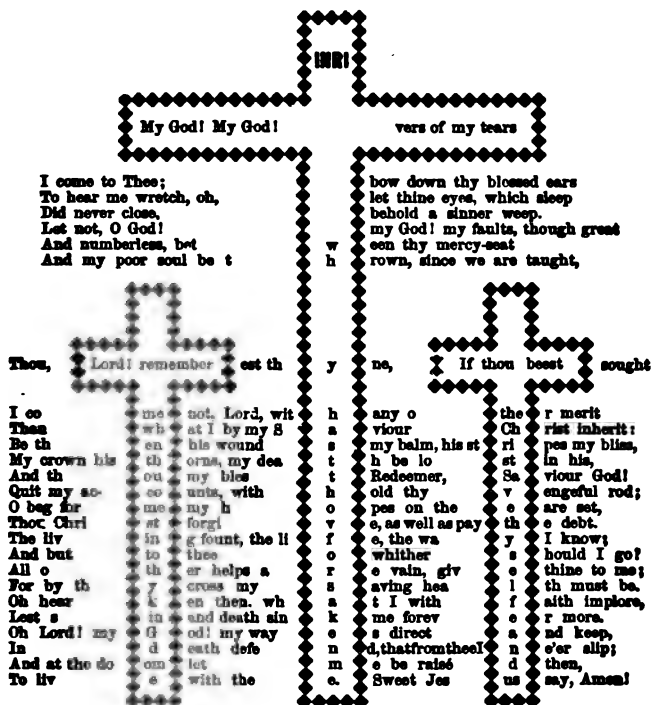 INRI
My God! My God! vers of my tears
I come to Thee; bow down thy blessed ears
To hear me wretch, oh, let thine eyes, which sleep
Did never close, behold a sinner weep.
Let not, O God! my God! my faults, though great
And numberless, bet w een thy mercy-seat
And my poor soul be t h rown, since we are taught,
Thou, Lord! remember est th y ne, If thou beest sought
I co me not, Lord, wit h any o the r merit
Than wh at I by my S a viour Ch rist inherit:
Be th en his wound s my balm, his st ri pes my bliss,
My crown his th orns, my dea t h be lo st in his,
And th ou my bles t Redeemer, Sa viour God!
Quit my ac- co unts, with h old thy v engeful rod;
O beg for me my h o pes on the e are set,
Thou Chri st forgi v e, as well as pay th e debt.
The liv in g fount, the li f e, the wa y I know;
And but to thee o whither s hould I go?
All o th er helps a r e vain, giv e thine to me;
For by th y cross my s aving hea l th must be.
Oh hear k en then, wh a t I with f aith implore,
Lest s in and death sin k me forev e r more.
Oh Lord! my G od! my way e s direct a nd keep,
In d eath defe n d, that from thee I n e'er slip;
And at the do om let m e be raisé d then,
To liv e with the e. Sweet Jes us say, Amen!